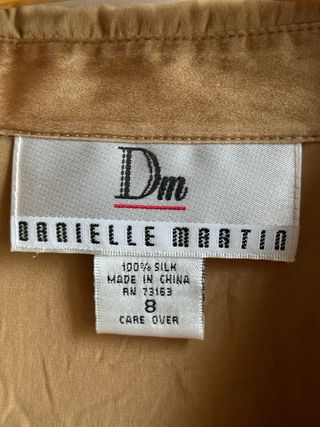 Dm
DANIELLE MARTIN
100% SILK
MADE IN CHINA
RN 73163
8
CARE OVER